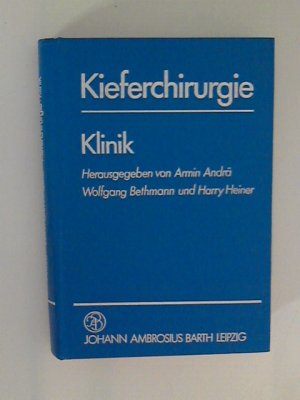 Kieferchirurgie
Klinik
Herausgegeben von Armin Andrä
Wolfgang Bethmann und Harry Heiner
JOHANN AMBROSIUS BARTH LEIPZIG